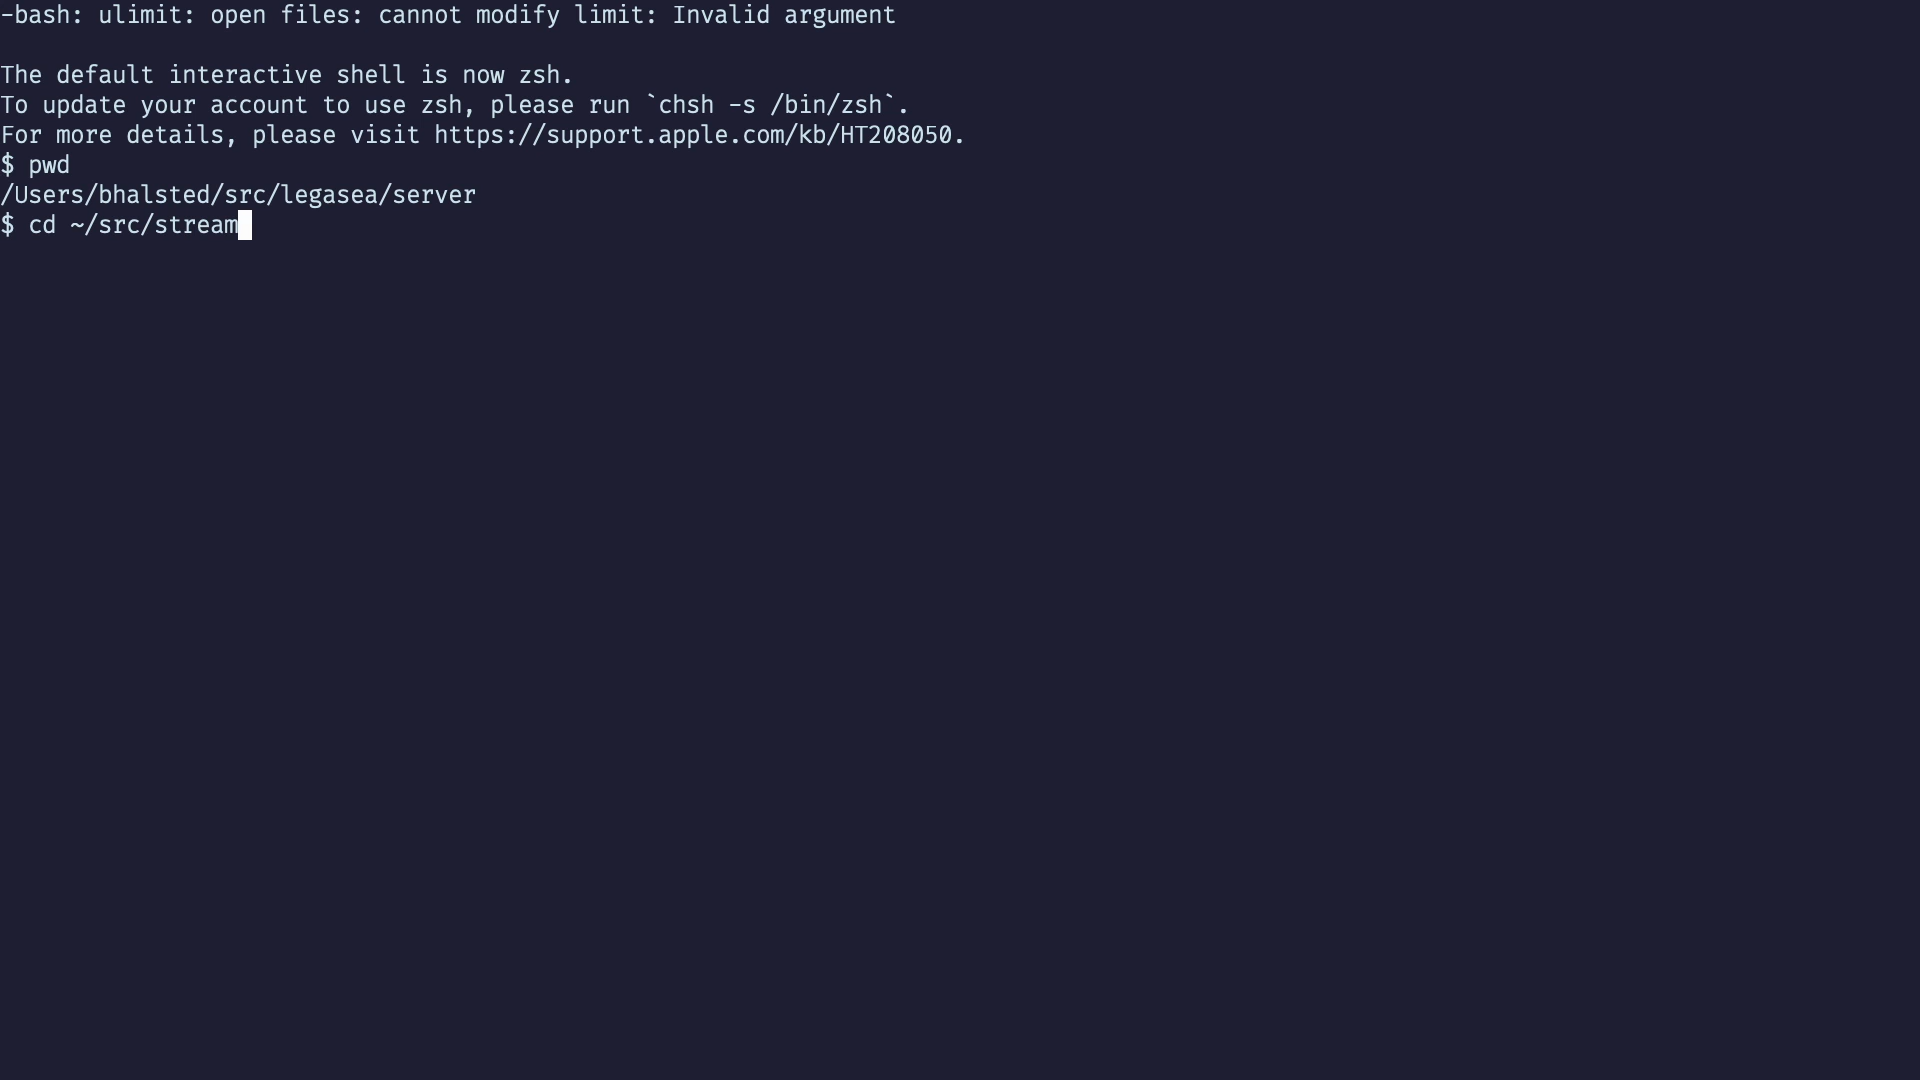 -bash: ulimit: open files: cannot modify limit: Invalid argument
The default interactive shell is now zsh.
To update your account to use zsh, please run `chsh -s /bin/zsh`.
For more details, please visit https://support.apple.com/kb/HT208050.
$ pwd
/Users/bhalsted/src/legasea/server
$ cd ~/src/stream